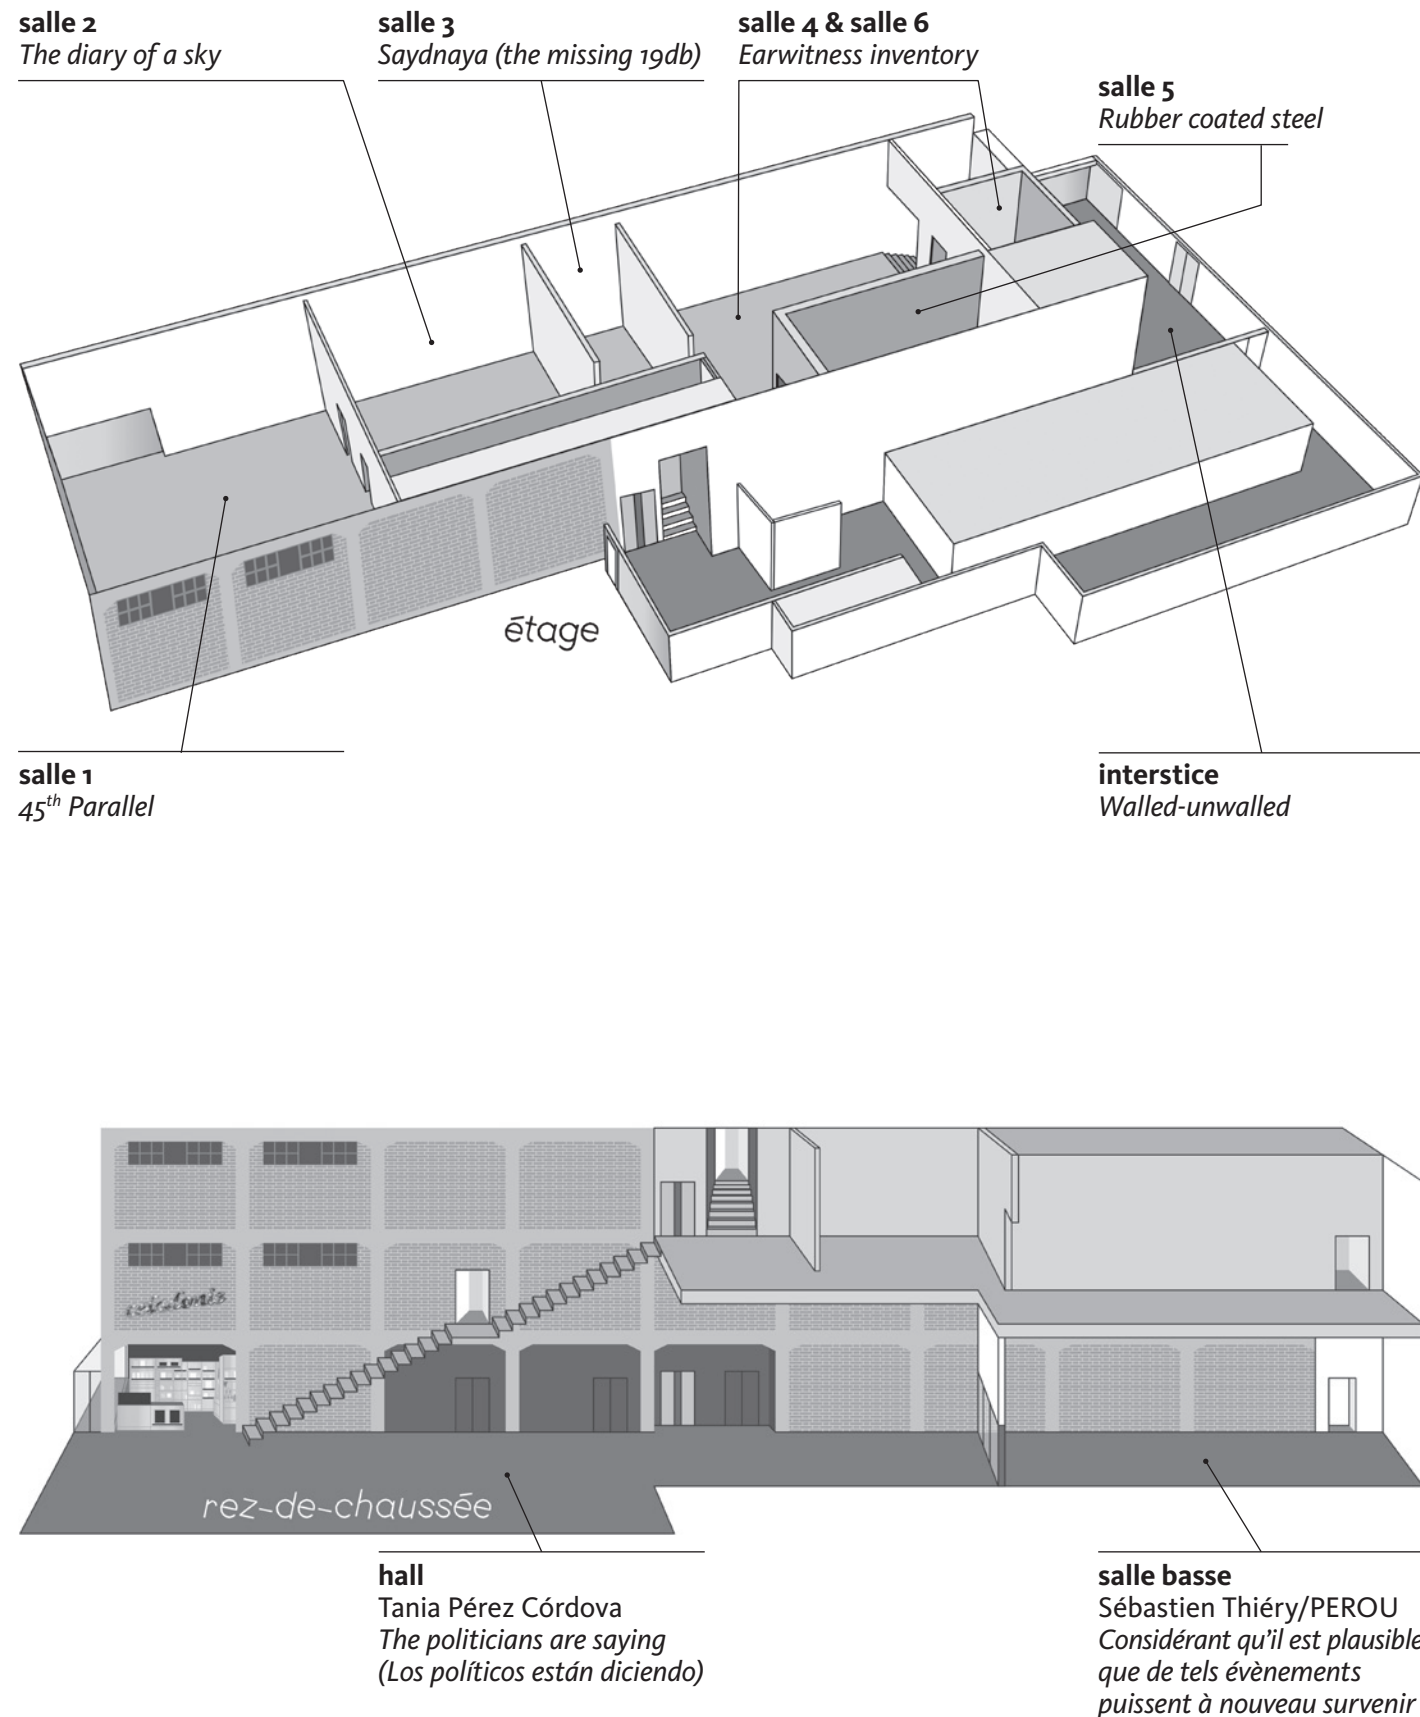 salle 2
The diary of a sky
salle 3
Saydnaya (the missing 19db)
salle 4 & salle 6
Earwitness inventory
salle 5
Rubber coated steel
étage
salle 1
45th Parallel
interstice
Walled-unwalled
rez-de-chaussée
hall
Tania Pérez Córdova
The politicians are saying
(Los políticos están diciendo)
salle basse
Sébastien Thiéry/PEROU
Considérant qu’il est plausible
que de tels évènements
puissent à nouveau survenir